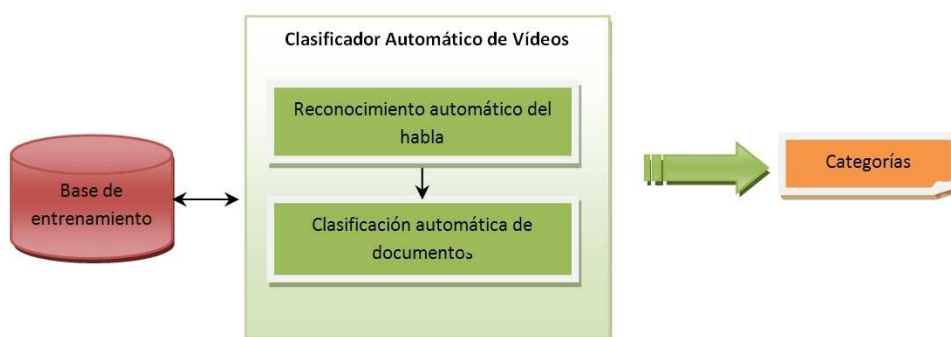 Clasificador Automático de Vídeos
Reconocimiento automático del
habla
Base de
entrenamiento
Clasificación automática de
documentos
Categorías